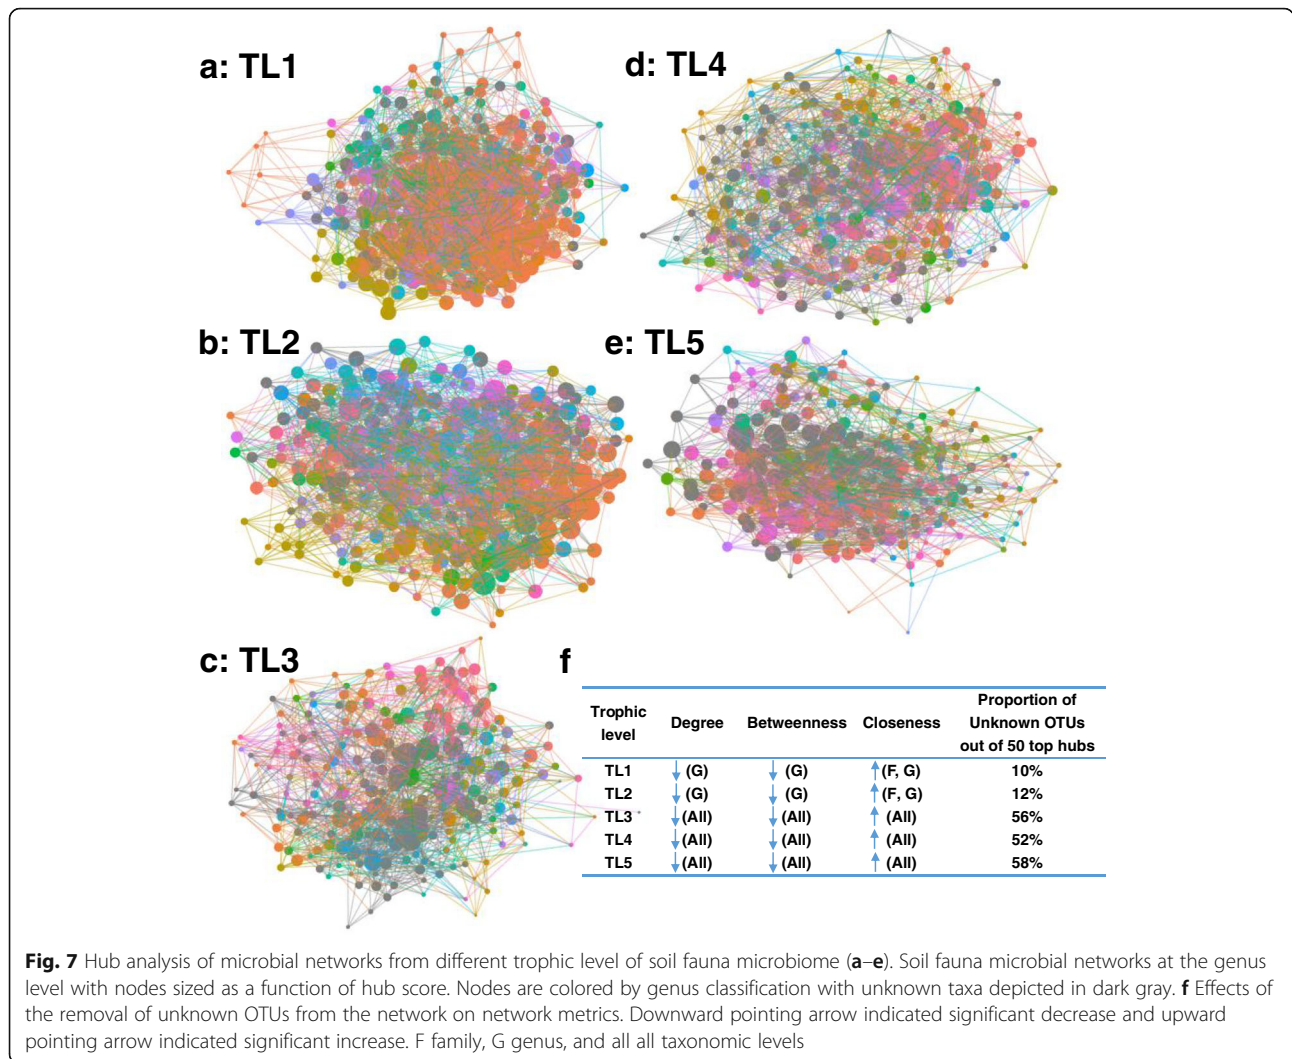 a: TL1
d: TL4
b: TL2
e: TL5
c: TL3
f
Trophic level Degree Betweenness Closeness Proportion of Unknown OTUs out of 50 top hubs
TL1 ↓ (G) ↓ (G) ↑ (F, G) 10%
TL2 ↓ (G) ↓ (G) ↑ (F, G) 12%
TL3 ↓ (All) ↓ (All) ↑ (All) 56%
TL4 ↓ (All) ↓ (All) ↑ (All) 52%
TL5 ↓ (All) ↓ (All) ↑ (All) 58%
Fig. 7 Hub analysis of microbial networks from different trophic level of soil fauna microbiome (a–e). Soil fauna microbial networks at the genus
level with nodes sized as a function of hub score. Nodes are colored by genus classification with unknown taxa depicted in dark gray. f Effects of
the removal of unknown OTUs from the network on network metrics. Downward pointing arrow indicated significant decrease and upward
pointing arrow indicated significant increase. F family, G genus, and all all taxonomic levels